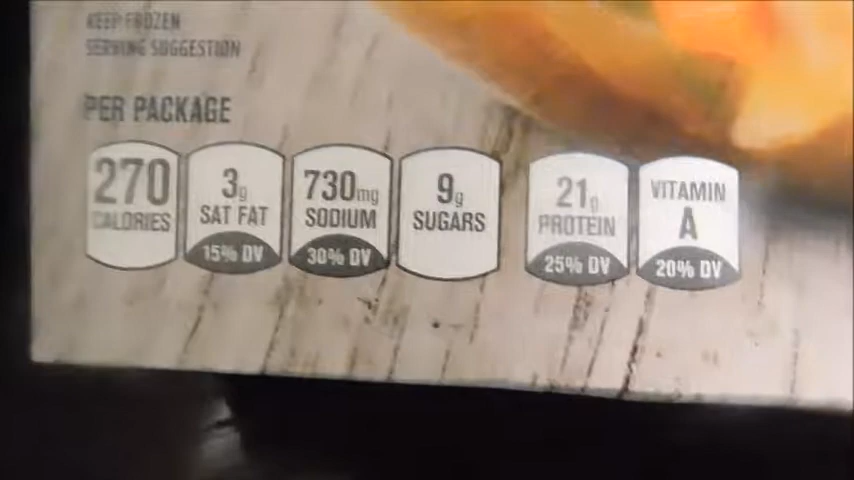 KEEP FROZEN
SERVING SUGGESTION
PER PACKAGE
270
CALORIES
3g
SAT FAT
15% DV
730mg
SODIUM
30% DV
9g
SUGARS
21g
PROTEIN
25% DV
VITAMIN
A
20% DV